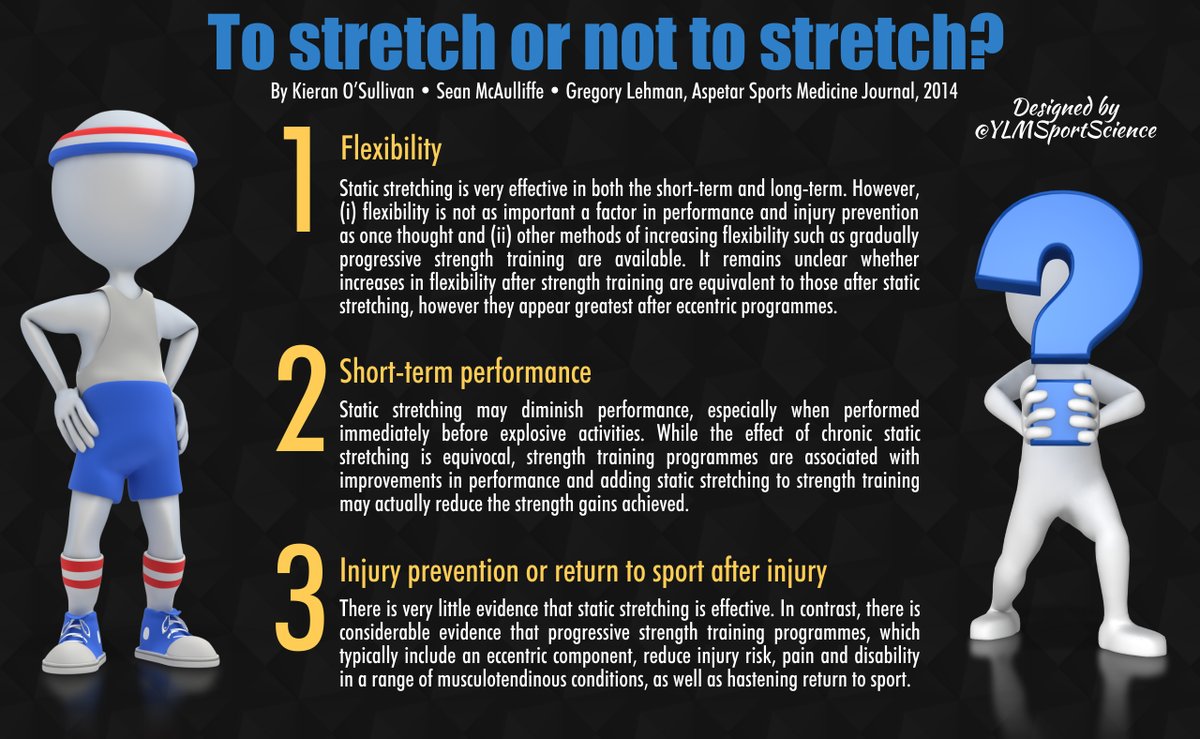 To stretch or not to stretch?
By Kieran O'Sullivan • Sean McAulliffe • Gregory Lehman, Aspetar Sports Medicine Journal, 2014
Designed by
@YLMSportScience
1
Flexibility
Static stretching is very effective in both the short-term and long-term. However,
(i) flexibility is not as important a factor in performance and injury prevention
as once thought and (ii) other methods of increasing flexibility such as gradually
progressive strength training are available. It remains unclear whether
increases in flexibility after strength training are equivalent to those after static
stretching, however they appear greatest after eccentric programmes.
2
Short-term performance
Static stretching may diminish performance, especially when performed
immediately before explosive activities. While the effect of chronic static
stretching is equivocal, strength training programmes are associated with
improvements in performance and adding static stretching to strength training
may actually reduce the strength gains achieved.
3
Injury prevention or return to sport after injury
There is very little evidence that static stretching is effective. In contrast, there is
considerable evidence that progressive strength training programmes, which
typically include an eccentric component, reduce injury risk, pain and disability
in a range of musculotendinous conditions, as well as hastening return to sport.
?